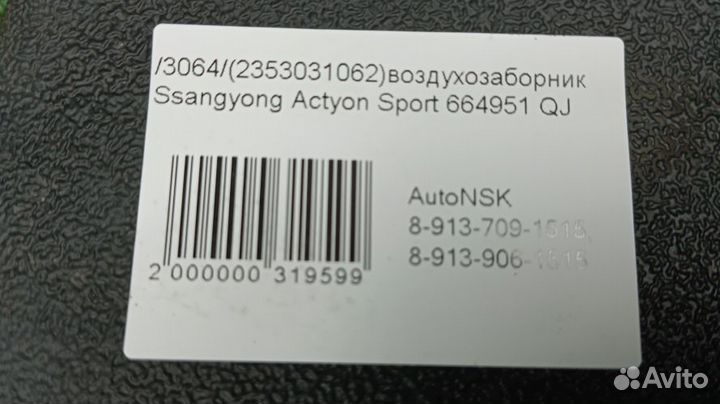 /3064/(2353031062)воздухозаборник
Ssangyong Actyon Sport 664951 QJ
AutoNSK
8-913-709-1515
8-913-906-1515
2 000000 319599
Avito